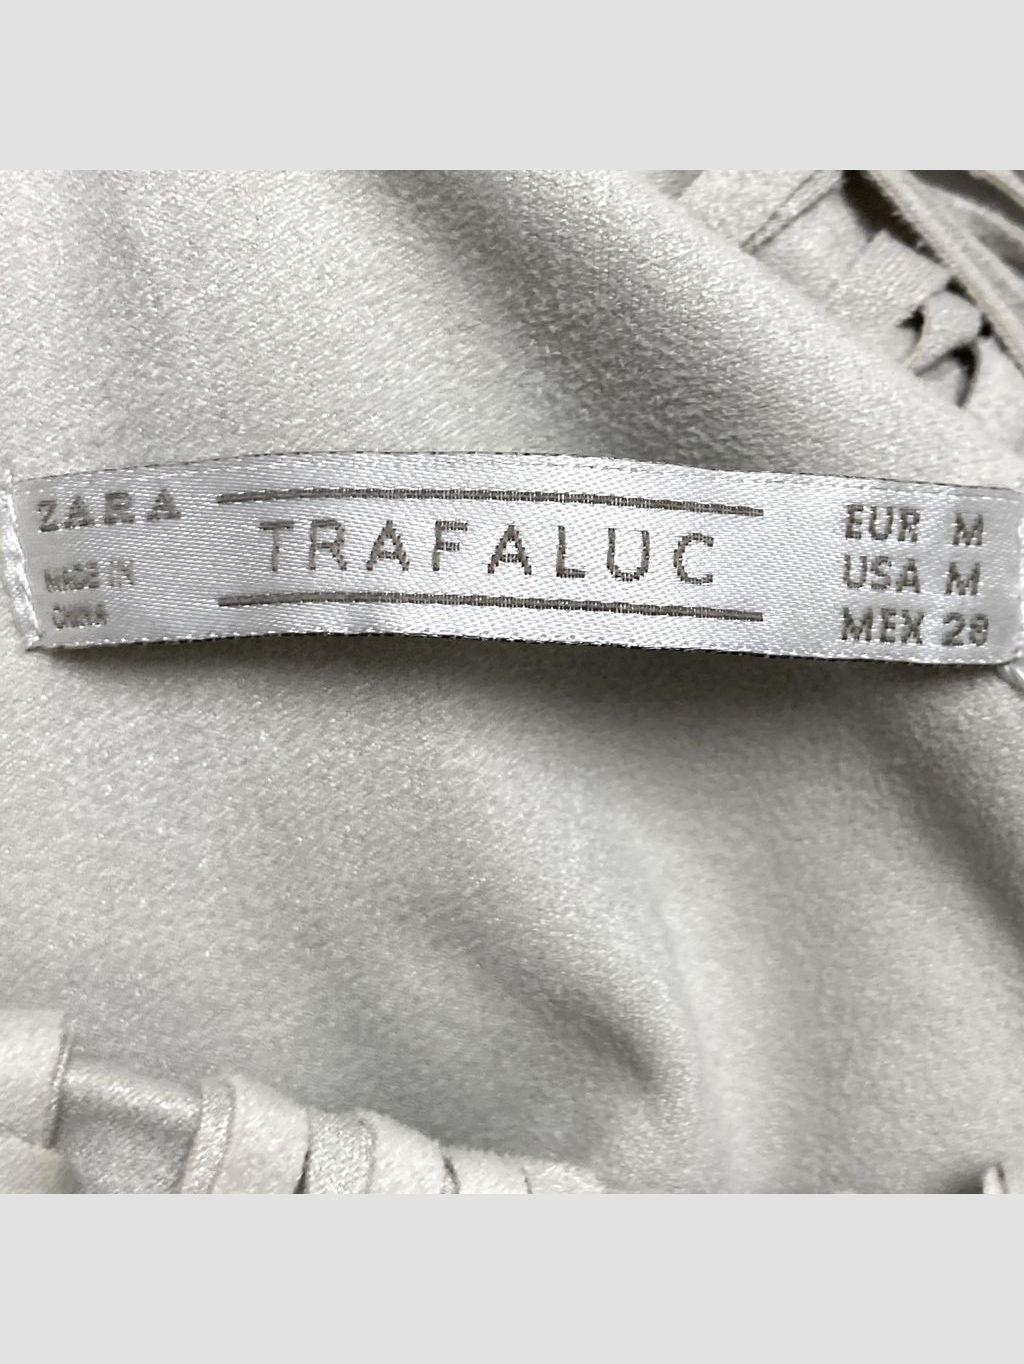 ZARA
MADE IN
CHINA
TRAFALUC
EUR M
USA M
MEX 28